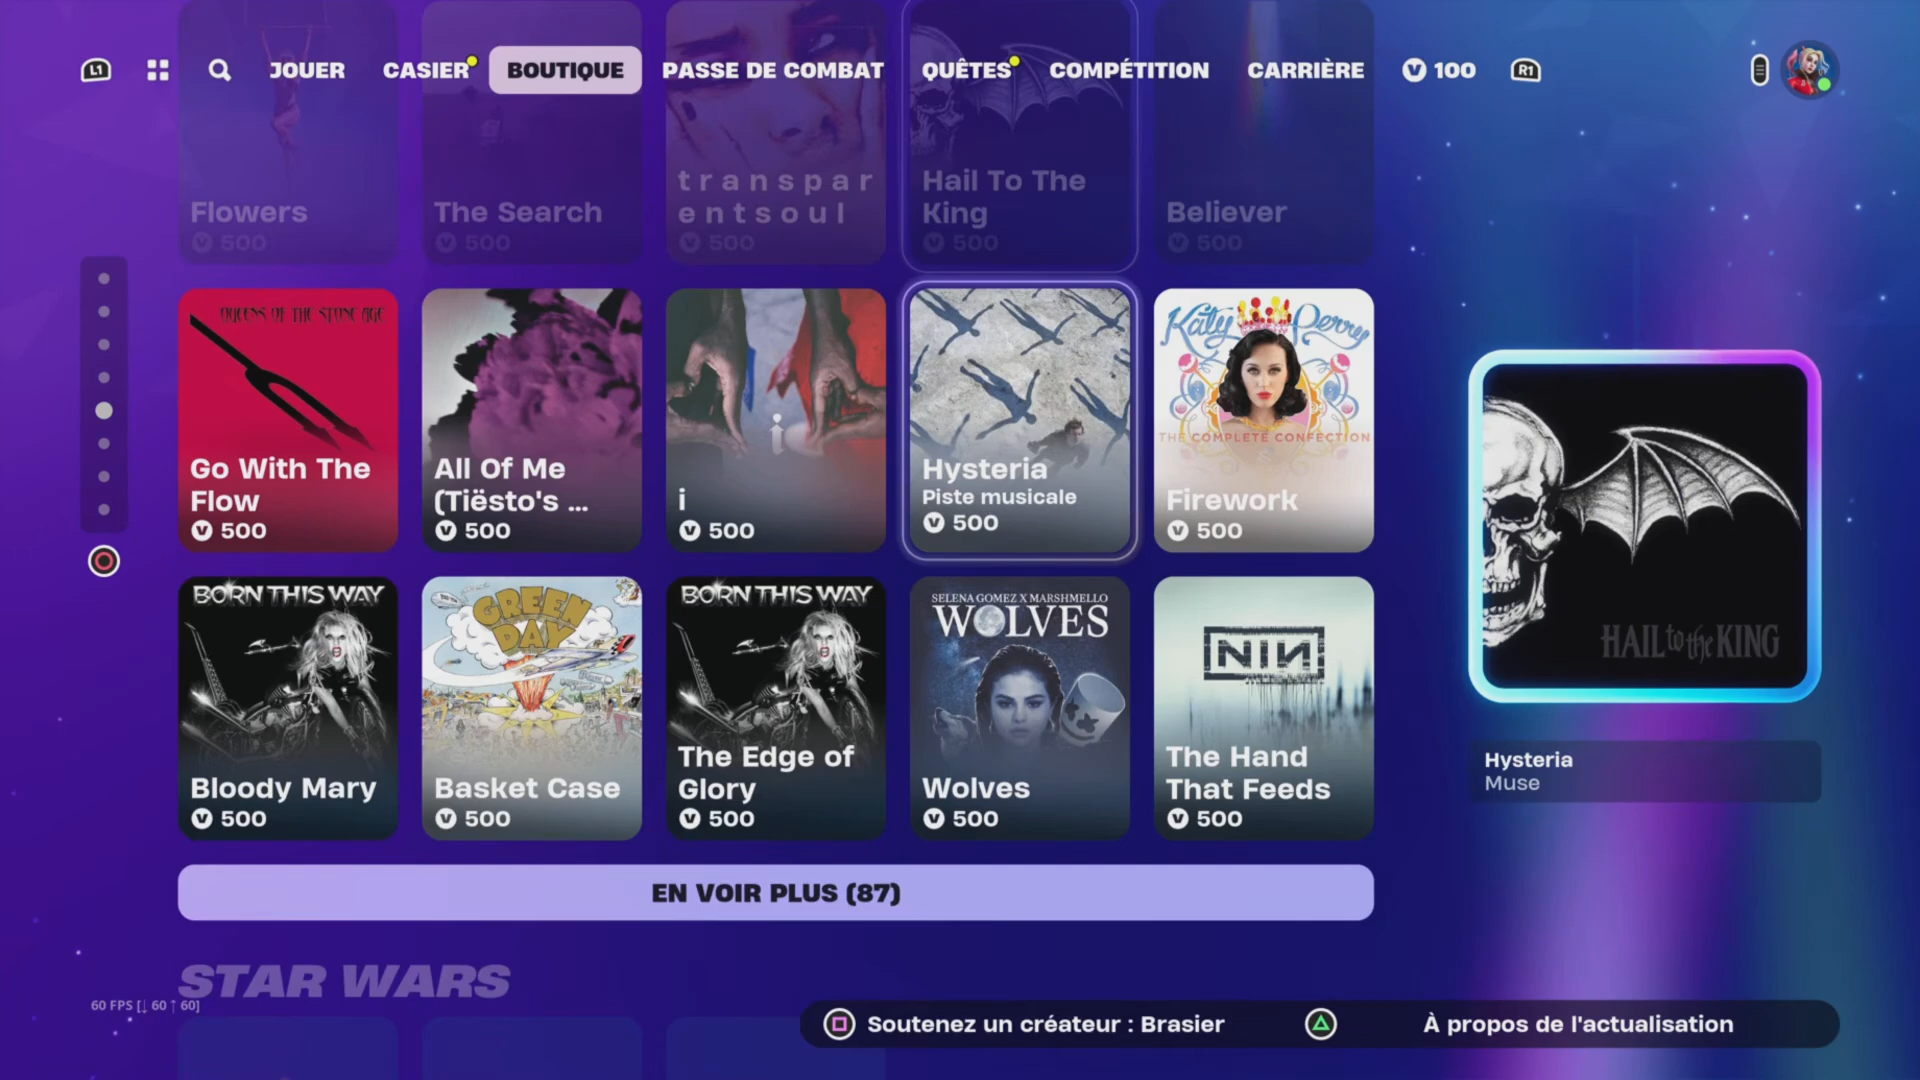 L1
JOUER
CASIER
BOUTIQUE
PASSE DE COMBAT
QUÊTES
COMPÉTITION
CARRIÈRE
100
R1
Flowers
500
The Search
500
transpar
entsoul
500
Hail To The
King
500
Believer
500
QUEENS OF THE STONE AGE
Go With The
Flow
500
All Of Me
(Tiësto's ...
500
i
i
500
Hysteria
Piste musicale
500
Katy Perry
THE COMPLETE CONFECTION
Firework
500
HAIL to the KING
Hysteria
Muse
BORN THIS WAY
Bloody Mary
500
GREEN
DAY
Basket Case
500
BORN THIS WAY
The Edge of
Glory
500
SELENA GOMEZ X MARSHMELLO
WOLVES
Wolves
500
NIN
The Hand
That Feeds
500
EN VOIR PLUS (87)
STAR WARS
60 FPS [↓ 60 ↑ 60]
Soutenez un créateur : Brasier
À propos de l'actualisation